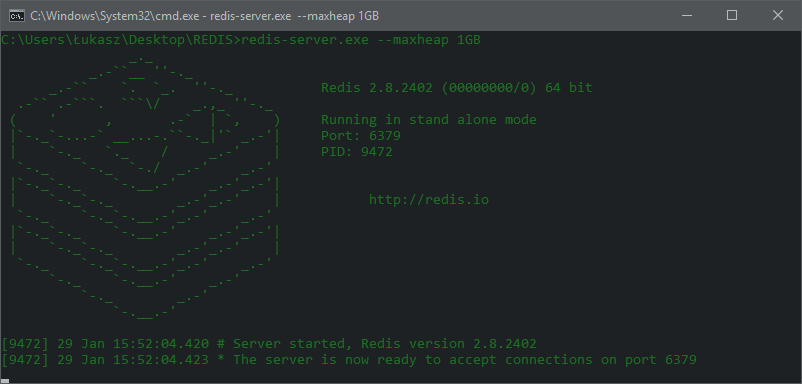 C:\Windows\System32\cmd.exe - redis-server.exe --maxheap 1GB
C:\Users\Łukasz\Desktop\REDIS>redis-server.exe --maxheap 1GB
Redis 2.8.2402 (00000000/0) 64 bit
Running in stand alone mode
Port: 6379
PID: 9472
http://redis.io
[9472] 29 Jan 15:52:04.420 # Server started, Redis version 2.8.2402
[9472] 29 Jan 15:52:04.423 * The server is now ready to accept connections on port 6379